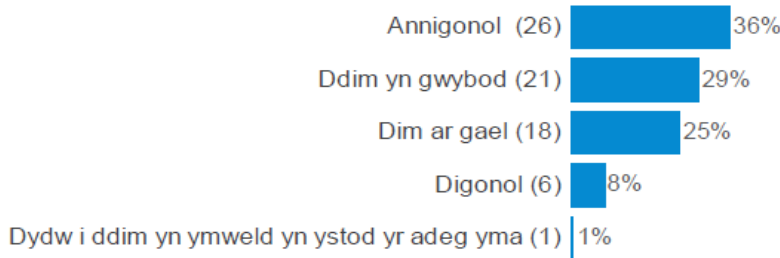 Annigonol (26) 36%
Ddim yn gwybod (21) 29%
Dim ar gael (18) 25%
Digonol (6) 8%
Dydw i ddim yn ymweld yn ystod yr adeg yma (1) 1%